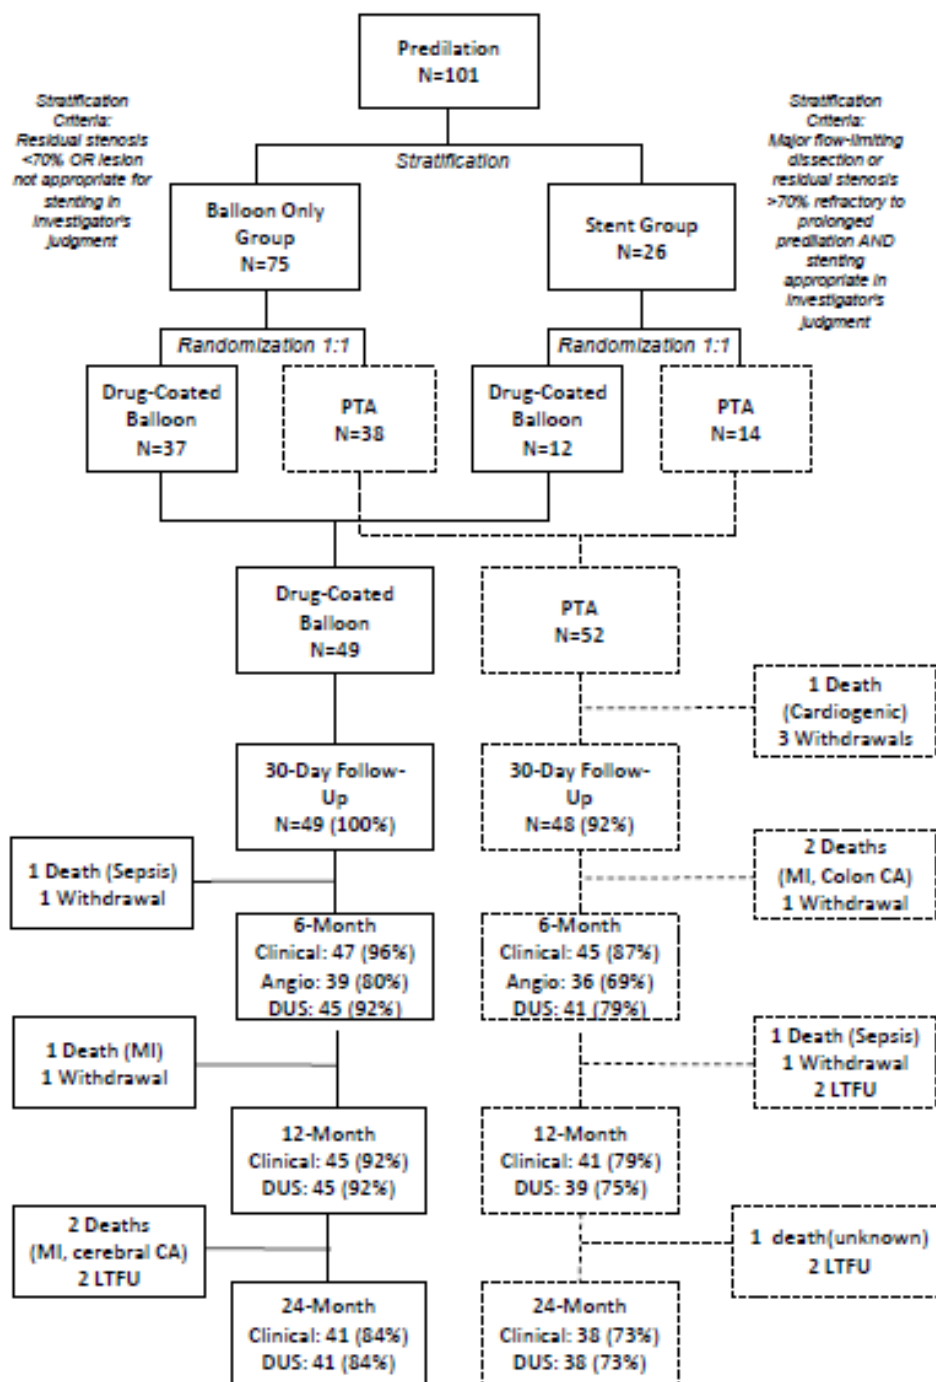 Predilation
N=101
Stratification
Criteria:
Residual stenosis
<70% OR lesion
not appropriate for
stenting in
investigator's
judgment
Stratification
Criteria:
Major flow-limiting
dissection or
residual stenosis
>70% refractory to
prolonged
predilation AND
stenting
appropriate in
investigator's
judgment
Stratification
Balloon Only
Group
N=75
Stent Group
N=26
Randomization 1:1
Randomization 1:1
Drug-Coated
Balloon
N=37
PTA
N=38
Drug-Coated
Balloon
N=12
PTA
N=14
Drug-Coated
Balloon
N=49
PTA
N=52
1 Death
(Cardiogenic)
3 Withdrawals
30-Day Follow-
Up
N=49 (100%)
30-Day Follow-
Up
N=48 (92%)
1 Death (Sepsis)
1 Withdrawal
2 Deaths
(MI, Colon CA)
1 Withdrawal
6-Month
Clinical: 47 (96%)
Angio: 39 (80%)
DUS: 45 (92%)
6-Month
Clinical: 45 (87%)
Angio: 36 (69%)
DUS: 41 (79%)
1 Death (MI)
1 Withdrawal
1 Death (Sepsis)
1 Withdrawal
2 LTFU
12-Month
Clinical: 45 (92%)
DUS: 45 (92%)
12-Month
Clinical: 41 (79%)
DUS: 39 (75%)
2 Deaths
(MI, cerebral CA)
2 LTFU
1 death(unknown)
2 LTFU
24-Month
Clinical: 41 (84%)
DUS: 41 (84%)
24-Month
Clinical: 38 (73%)
DUS: 38 (73%)